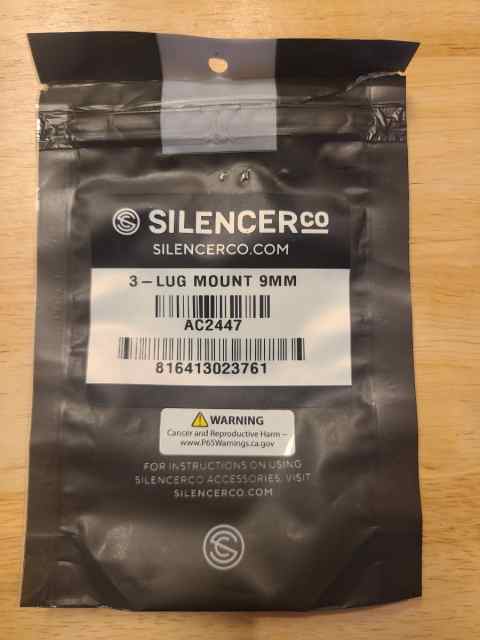 SILENCERCO
SILENCERCO.COM
3-LUG MOUNT 9MM
AC2447
816413023761
WARNING
Cancer and Reproductive Harm –
www.P65Warnings.ca.gov
FOR INSTRUCTIONS ON USING
SILENCERCO ACCESSORIES, VISIT
SILENCERCO.COM